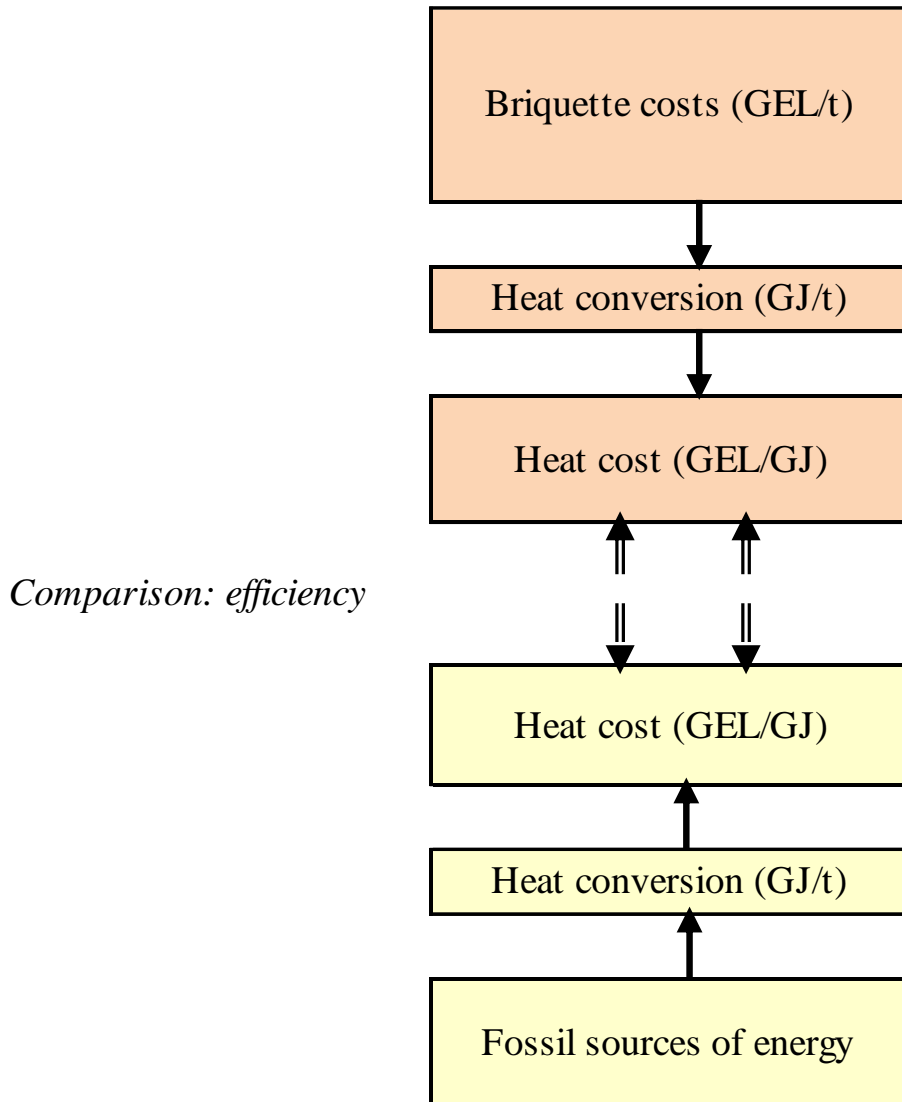 Briquette costs (GEL/t)
Heat conversion (GJ/t)
Heat cost (GEL/GJ)
Comparison: efficiency
Heat cost (GEL/GJ)
Heat conversion (GJ/t)
Fossil sources of energy